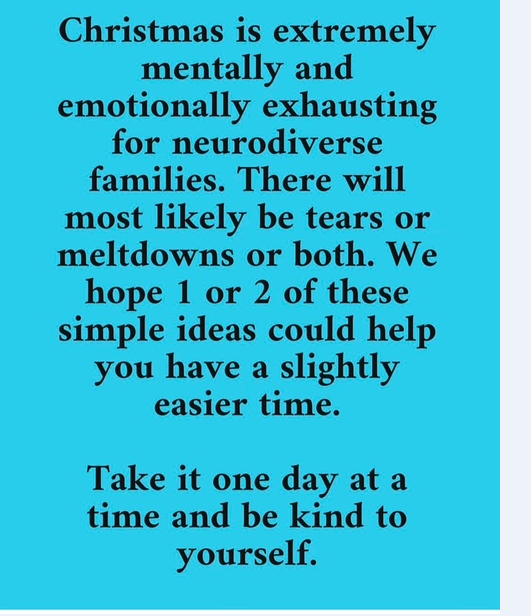 Christmas is extremely
mentally and
emotionally exhausting
for neurodiverse
families. There will
most likely be tears or
meltdowns or both. We
hope 1 or 2 of these
simple ideas could help
you have a slightly
easier time.
Take it one day at a
time and be kind to
yourself.